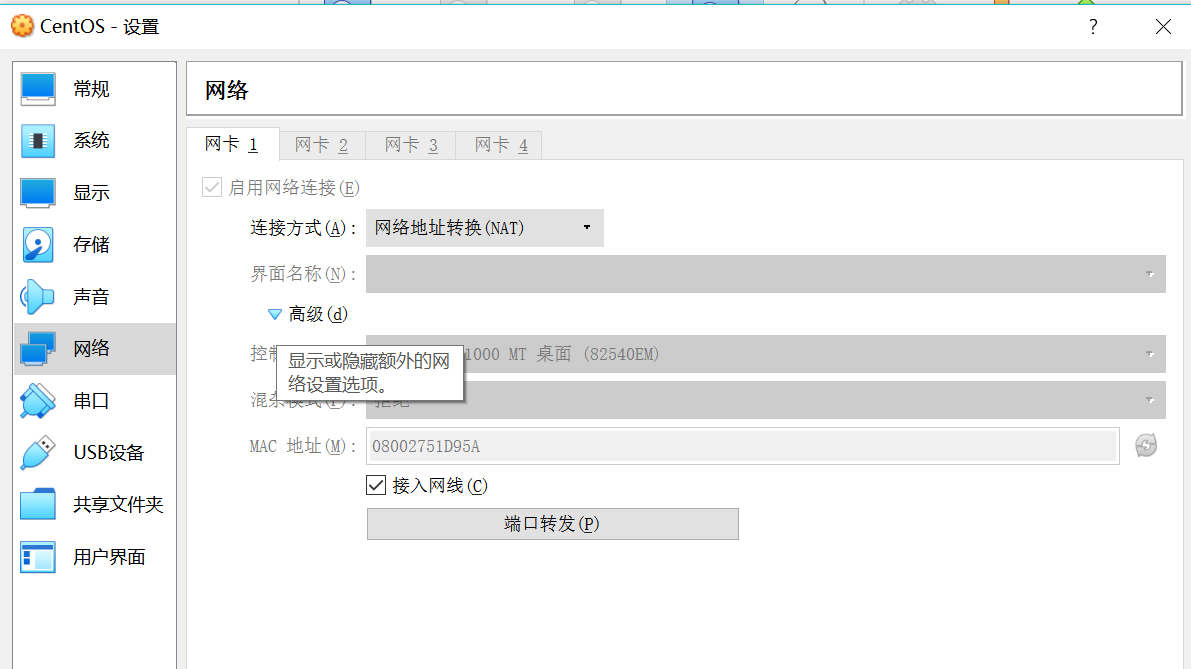 CentOS - 设置
?
常规
系统
显示
存储
声音
网络
串口
USB设备
共享文件夹
用户界面
网络
网卡 1
网卡 2
网卡 3
网卡 4
启用网络连接(E)
连接方式(A): 网络地址转换(NAT)
界面名称(N):
高级(d)
控 1000 MT 桌面 (82540EM)
显示或隐藏额外的网
络设置选项。
混杂模式(P): 拒绝
MAC 地址(M): 08002751D95A
接入网线(C)
端口转发(P)